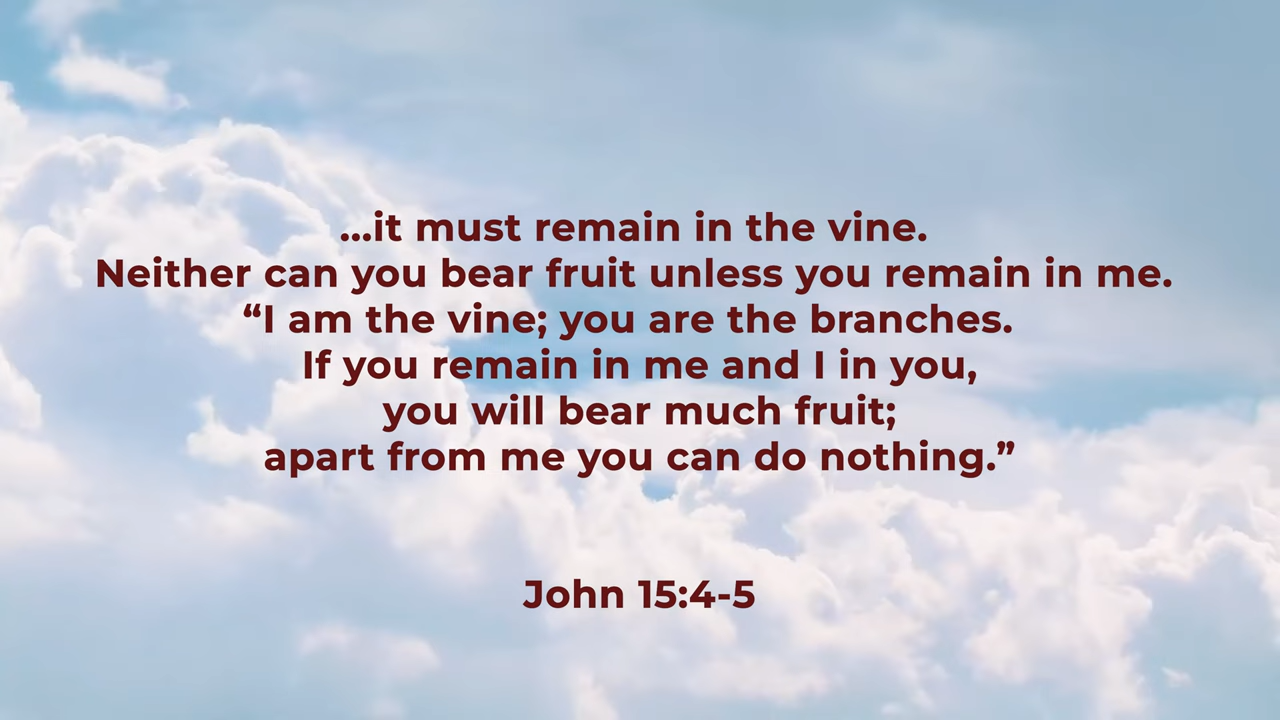 ...it must remain in the vine.
Neither can you bear fruit unless you remain in me.
“I am the vine; you are the branches.
If you remain in me and I in you,
you will bear much fruit;
apart from me you can do nothing.”
John 15:4-5